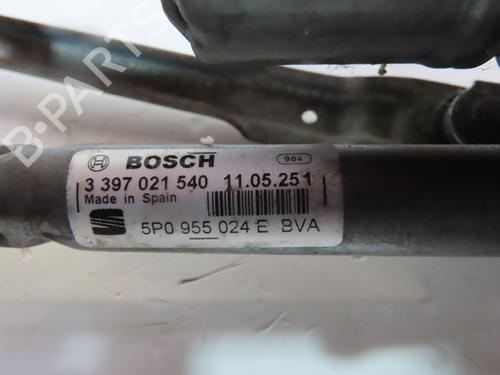 B-PARTS
BOSCH 964
3 397 021 540 11.05.251
Made in Spain
5P0 955 024 E BVA